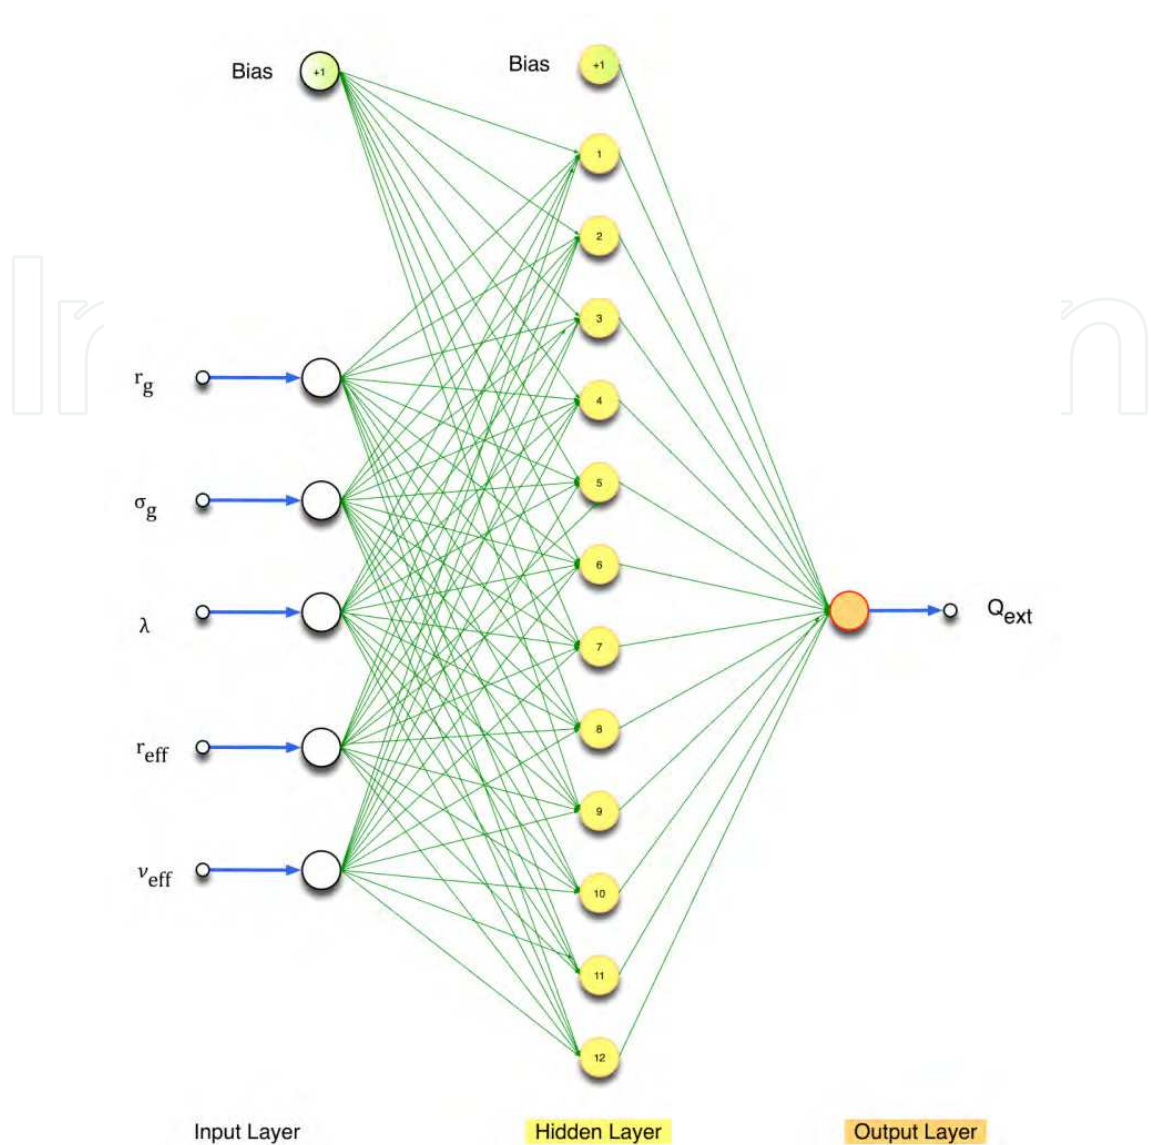 Bias
+1
Bias
+1
1
2
3
4
5
6
7
8
9
10
11
12
r_g
σ_g
λ
r_eff
ν_eff
Q_ext
Input Layer
Hidden Layer
Output Layer